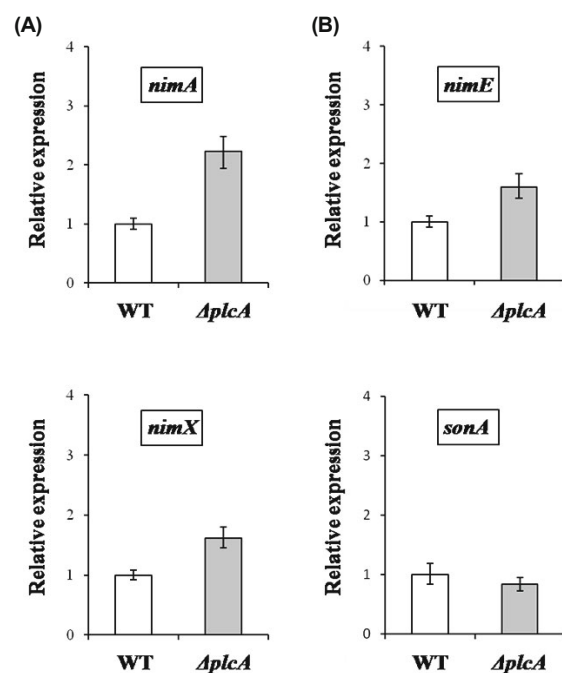 (A)
Relative expression
4
3
2
1
0
nimA
WT ΔplcA
(B)
Relative expression
4
3
2
1
0
nimE
WT ΔplcA
Relative expression
4
3
2
1
0
nimX
WT ΔplcA
Relative expression
4
3
2
1
0
sonA
WT ΔplcA